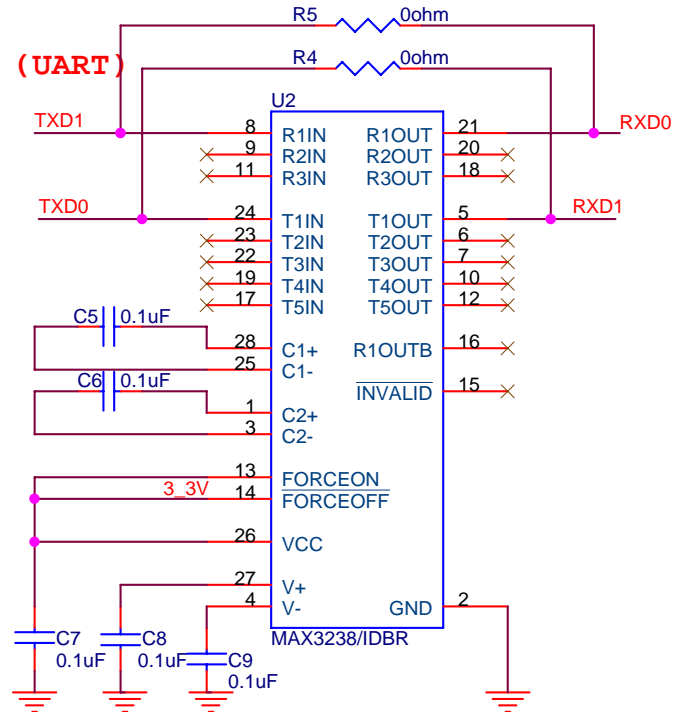 R5 0ohm
(UART)
R4 0ohm
U2
TXD1 8 R1IN R1OUT 21 RXD0
9 R2IN R2OUT 20
11 R3IN R3OUT 18
TXD0 24 T1IN T1OUT 5 RXD1
23 T2IN T2OUT 6
22 T3IN T3OUT 7
19 T4IN T4OUT 10
17 T5IN T5OUT 12
C5 0.1uF
28 C1+ R1OUTB 16
25 C1-
C6 0.1uF
INVALID 15
1 C2+
3 C2-
13 FORCEON
3_3V 14 FORCEOFF
26 VCC
27 V+
4 V- GND 2
MAX3238/IDBR
C7 0.1uF
C8 0.1uF
C9 0.1uF